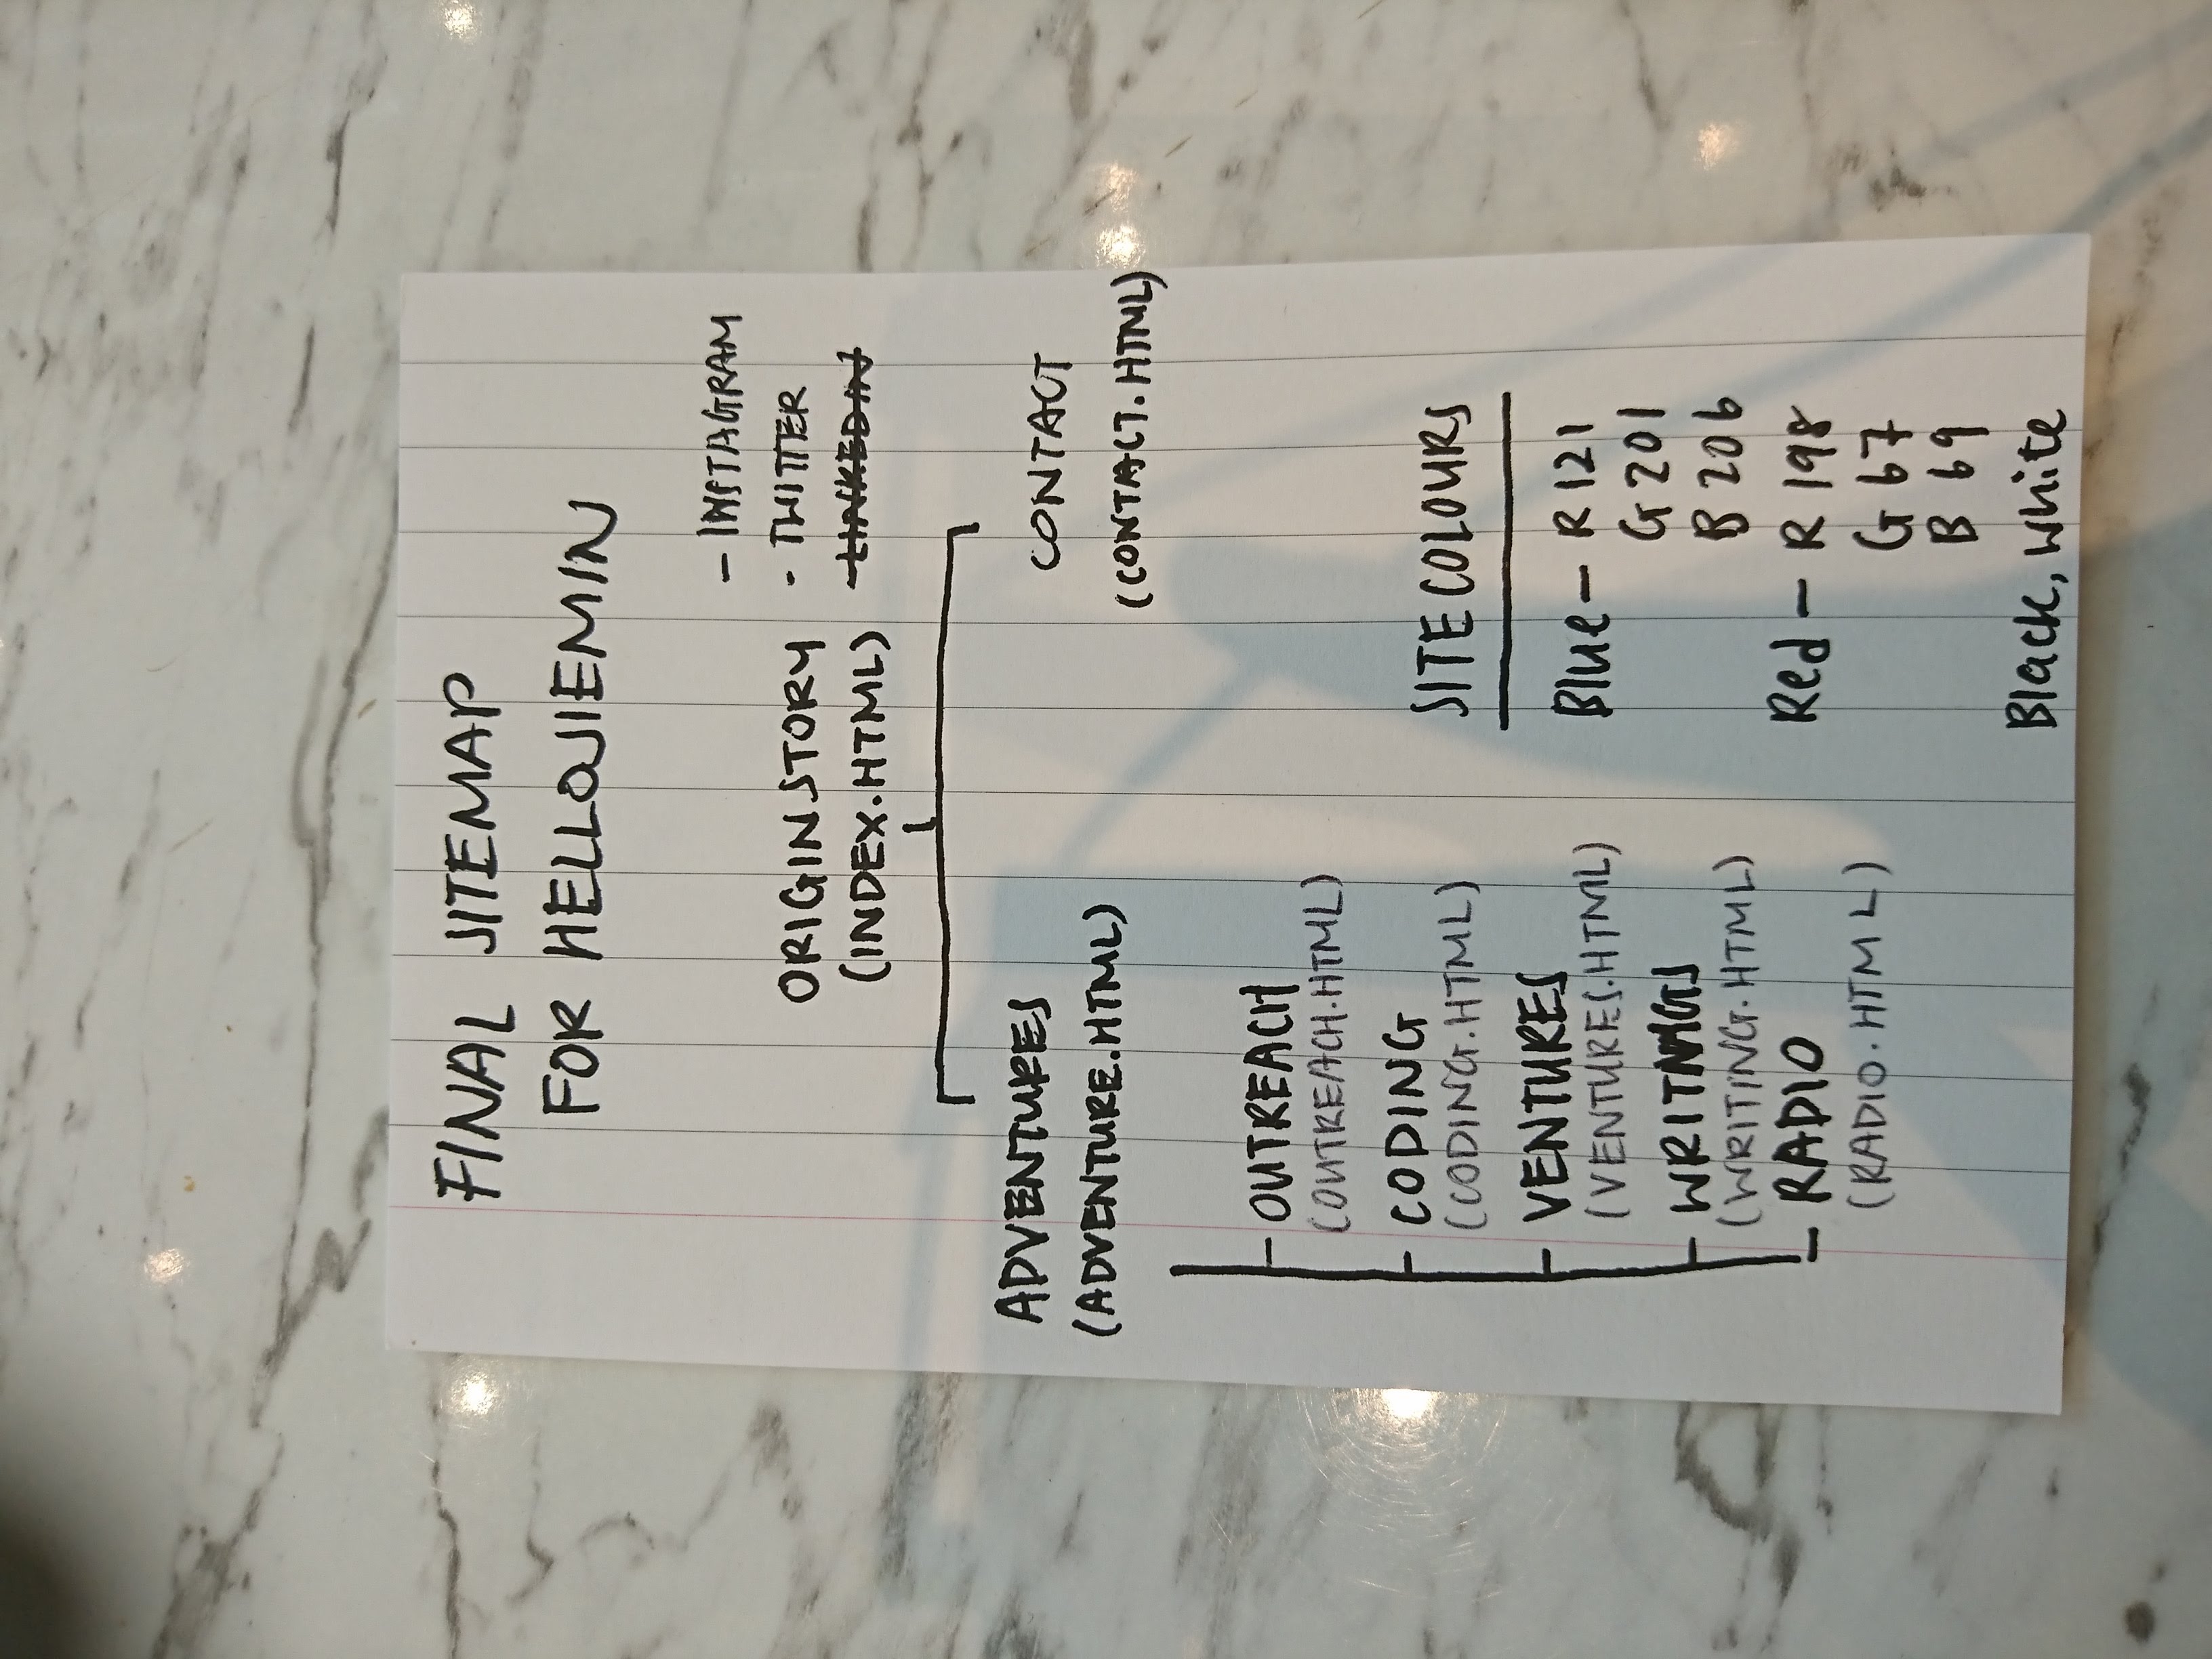 FINAL SITEMAP
FOR HELLOJIEMIN
- INSTAGRAM
- TWITTER
- LINKEDIN
ORIGIN STORY
(INDEX.HTML)
ADVENTURES
(ADVENTURE.HTML)
CONTACT
(CONTACT.HTML)
- OUTREACH
(OUTREACH.HTML)
- CODING
(CODING.HTML)
- VENTURES
(VENTURES.HTML)
- WRITINGS
(WRITING.HTML)
- RADIO
(RADIO.HTML)
SITE COLOURS
Blue - R 121
G 201
B 206
Red - R 198
G 67
B 69
Black, White